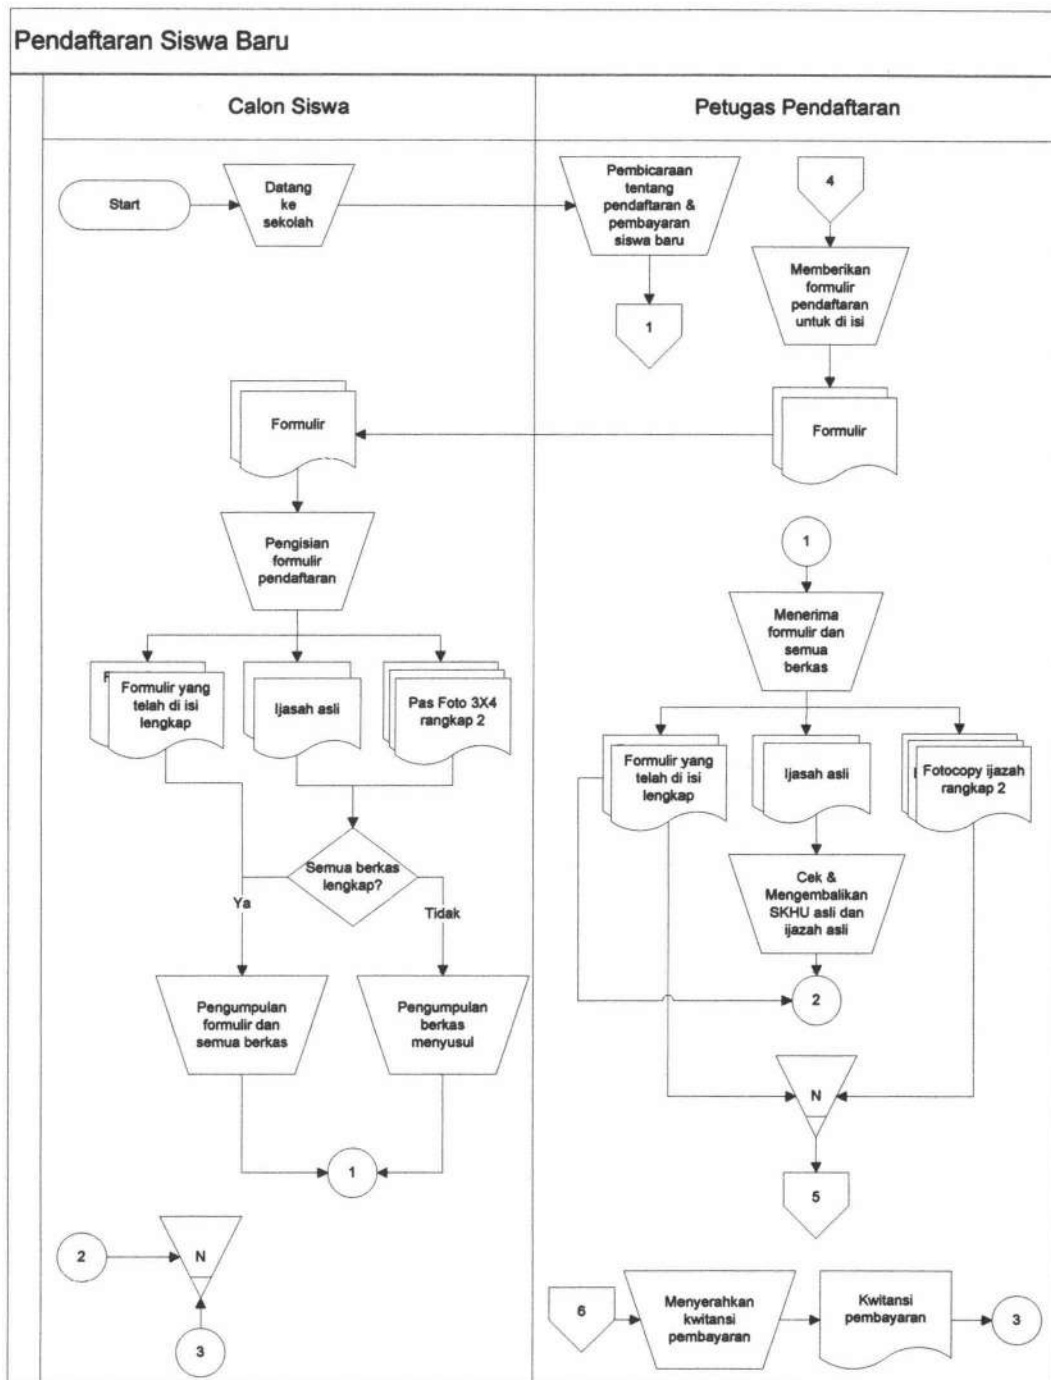 Pendaftaran Siswa Baru
Calon Siswa
Petugas Pendaftaran
Start
Datang
ke
sekolah
Pembicaraan
tentang
pendaftaran &
pembayaran
siswa baru
4
1
Memberikan
formulir
pendaftaran
untuk di isi
Formulir
Formulir
Pengisian
formulir
pendaftaran
1
Menerima
formulir dan
semua
berkas
Formulir yang
telah di isi
lengkap
Ijasah asli
Pas Foto 3X4
rangkap 2
Formulir yang
telah di isi
lengkap
Ijasah asli
Fotocopy ijazah
rangkap 2
Semua berkas
lengkap?
Ya
Tidak
Cek &
Mengembalikan
SKHU asli dan
ijazah asli
2
Pengumpulan
formulir dan
semua berkas
Pengumpulan
berkas
menyusul
N
1
5
2
N
3
6
Menyerahkan
kwitansi
pembayaran
Kwitansi
pembayaran
3